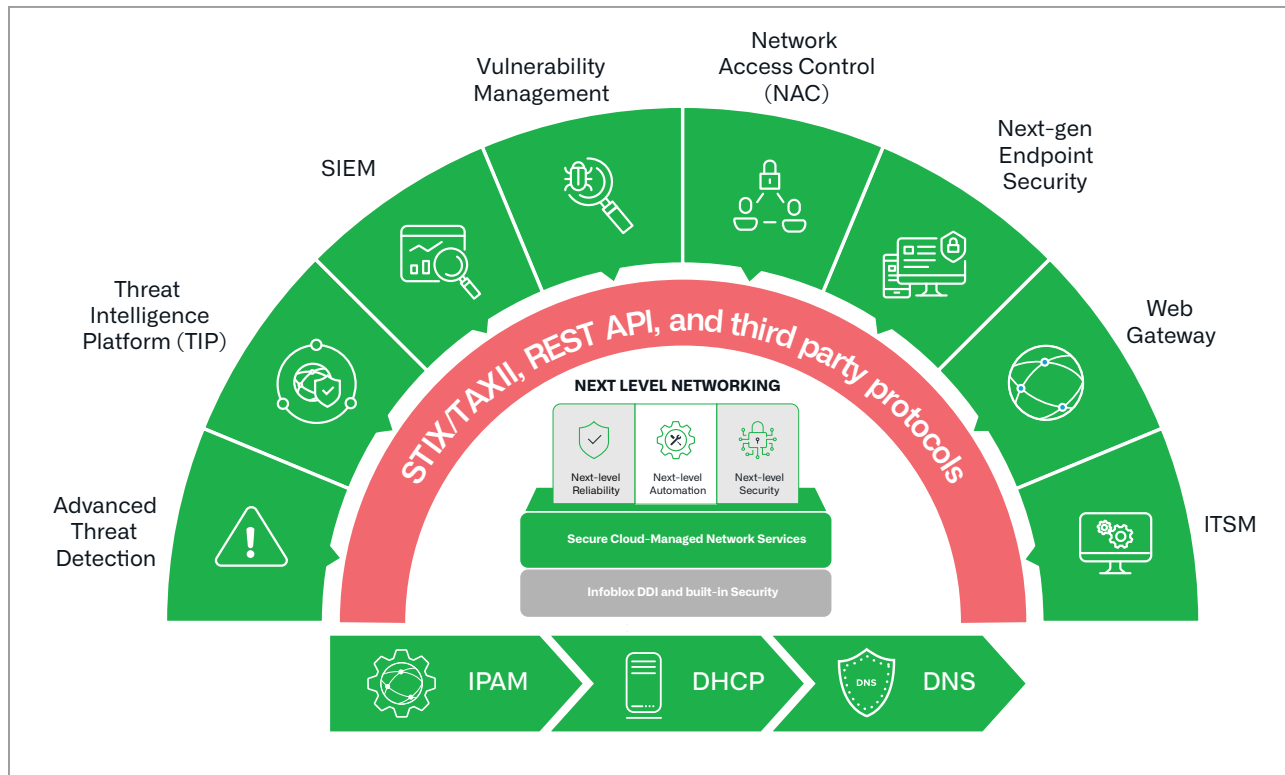 Network
Access Control
(NAC)
Vulnerability
Management
Next-gen
Endpoint
Security
SIEM
Threat
Intelligence
Platform (TIP)
Web
Gateway
Advanced
Threat
Detection
ITSM
STIX/TAXII, REST API, and third party protocols
NEXT LEVEL NETWORKING
Next-level
Reliability
Next-level
Automation
Next-level
Security
Secure Cloud-Managed Network Services
Infoblox DDI and built-in Security
IPAM
DHCP
DNS
DNS